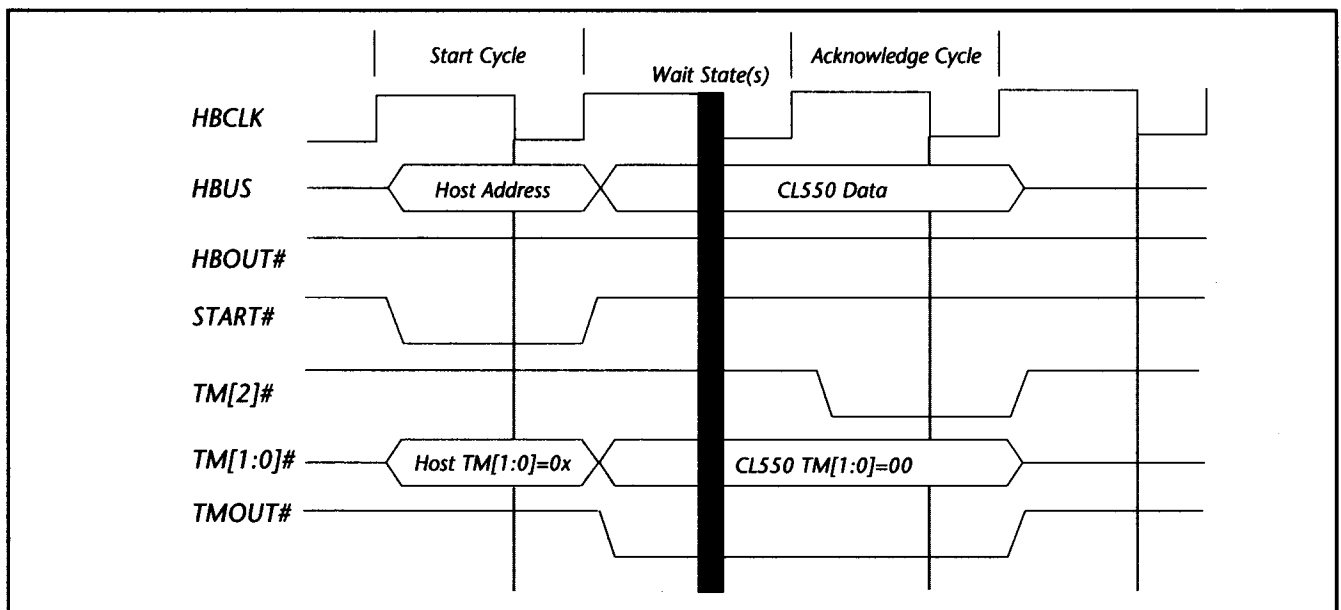 Start Cycle
Wait State(s)
Acknowledge Cycle
HBCLK
HBUS
Host Address
CL550 Data
HBOUT#
START#
TM[2]#
TM[1:0]#
Host TM[1:0]=0x
CL550 TM[1:0]=00
TMOUT#